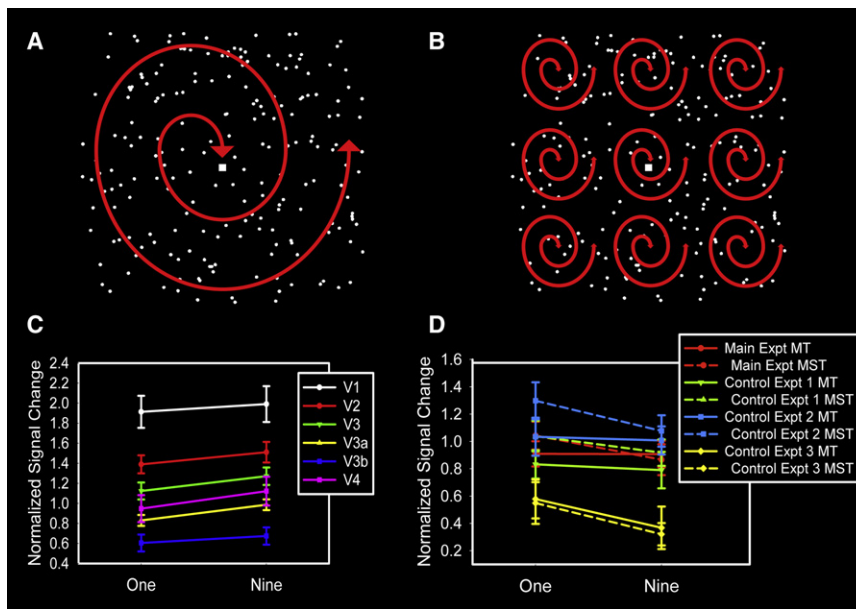 A
B
C
Normalized Signal Change
2.4
2.2
2.0
1.8
1.6
1.4
1.2
1.0
0.8
0.6
0.4
One
Nine
V1
V2
V3
V3a
V3b
V4
D
Normalized Signal Change
1.6
1.4
1.2
1.0
0.8
0.6
0.4
0.2
One
Nine
Main Expt MT
Main Expt MST
Control Expt 1 MT
Control Expt 1 MST
Control Expt 2 MT
Control Expt 2 MST
Control Expt 3 MT
Control Expt 3 MST